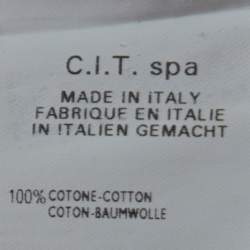 C.I.T. spa
MADE IN ITALY
FABRIQUE EN ITALIE
IN ITALIEN GEMACHT
100% COTONE-COTTON
COTON-BAUMWOLLE